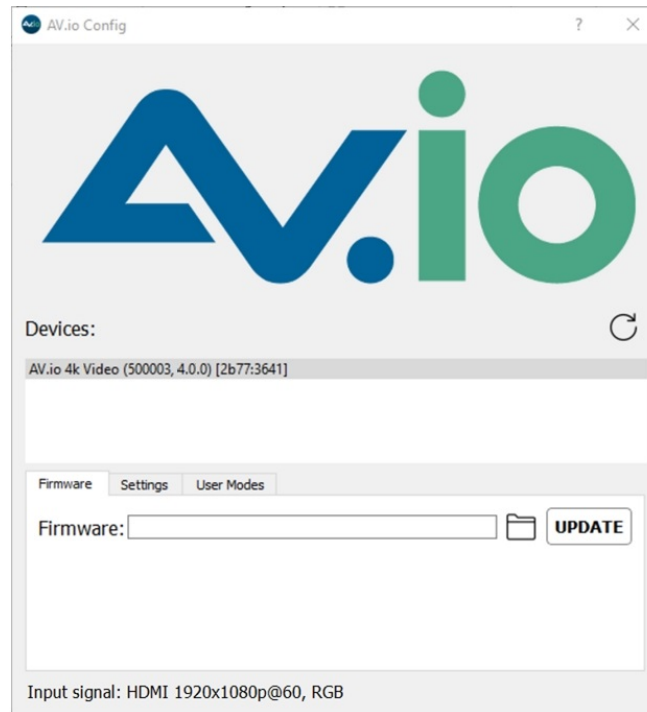 AV.io Config
? ×
AV.io
Devices:
AV.io 4k Video (500003, 4.0.0) [2b77:3641]
Firmware Settings User Modes
Firmware: UPDATE
Input signal: HDMI 1920x1080p@60, RGB